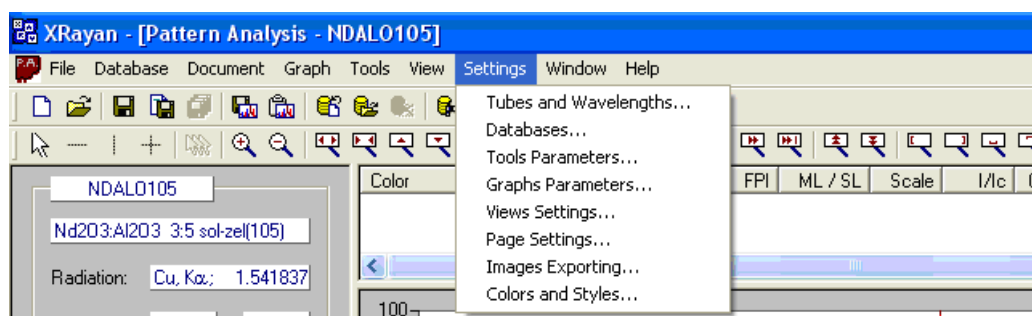 XRayan - [Pattern Analysis - NDALO105]
P.A. File Database Document Graph Tools View Settings Window Help
Tubes and Wavelengths...
Databases...
Tools Parameters...
Graphs Parameters...
Views Settings...
Page Settings...
Images Exporting...
Colors and Styles...
Color FPI ML / SL Scale I/Ic
NDALO105
Nd2O3:Al2O3 3:5 sol-zel(105)
Radiation: Cu, Kα; 1.541837
100